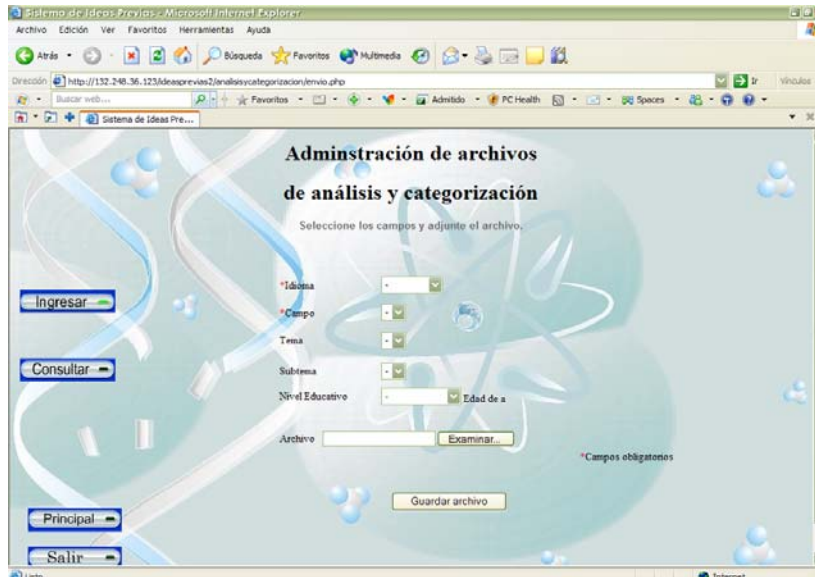 Sistema de Ideas Previas - Microsoft Internet Explorer
Archivo Edición Ver Favoritos Herramientas Ayuda
Atrás Búsqueda Favoritos Multimedia
Dirección http://132.248.36.123/ideasprevias2/analisisycategorizacion/envio.php Ir Vínculos
Buscar web... Favoritos Admitido PC Health Spaces
Sistema de Ideas Pre...
Adminstración de archivos
de análisis y categorización
Seleccione los campos y adjunte el archivo.
*Idioma -
Ingresar
*Campo -
Tema -
Consultar
Subtema -
Nivel Educativo - Edad de a
Archivo Examinar...
*Campos obligatorios
Guardar archivo
Principal
Salir
Listo Internet